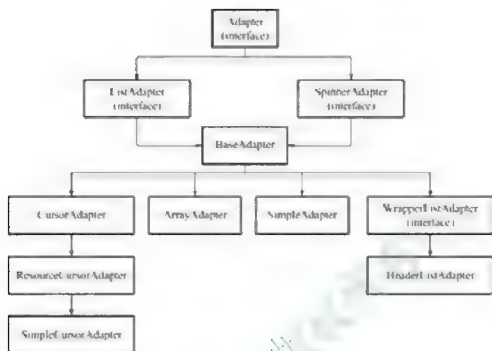 Adapter
(interface)
ListAdapter
(interface)
SpinnerAdapter
(interface)
BaseAdapter
CursorAdapter
ArrayAdapter
SimpleAdapter
WrapperListAdapter
(interface)
ResourceCursorAdapter
HeaderListAdapter
SimpleCursorAdapter